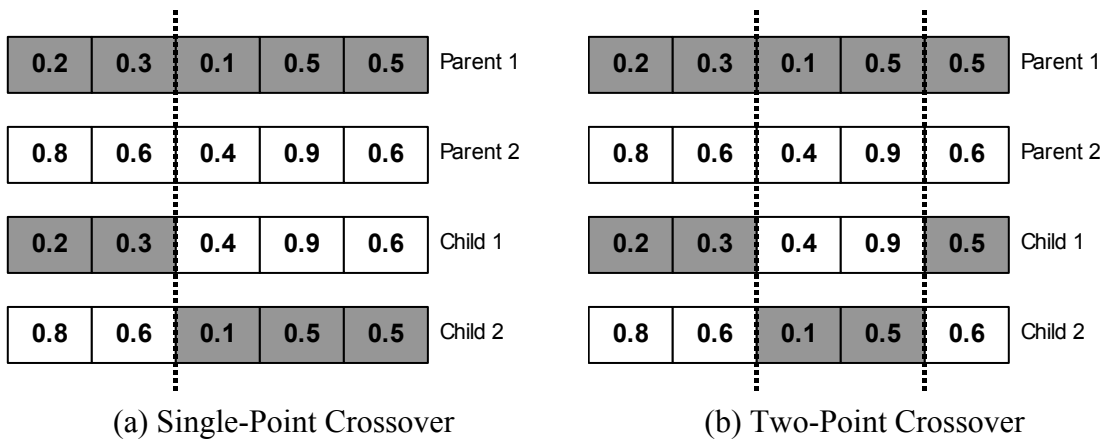 0.2 0.3 0.1 0.5 0.5 Parent 1
0.8 0.6 0.4 0.9 0.6 Parent 2
0.2 0.3 0.4 0.9 0.6 Child 1
0.8 0.6 0.1 0.5 0.5 Child 2
(a) Single-Point Crossover
0.2 0.3 0.1 0.5 0.5 Parent 1
0.8 0.6 0.4 0.9 0.6 Parent 2
0.2 0.3 0.4 0.9 0.5 Child 1
0.8 0.6 0.1 0.5 0.6 Child 2
(b) Two-Point Crossover